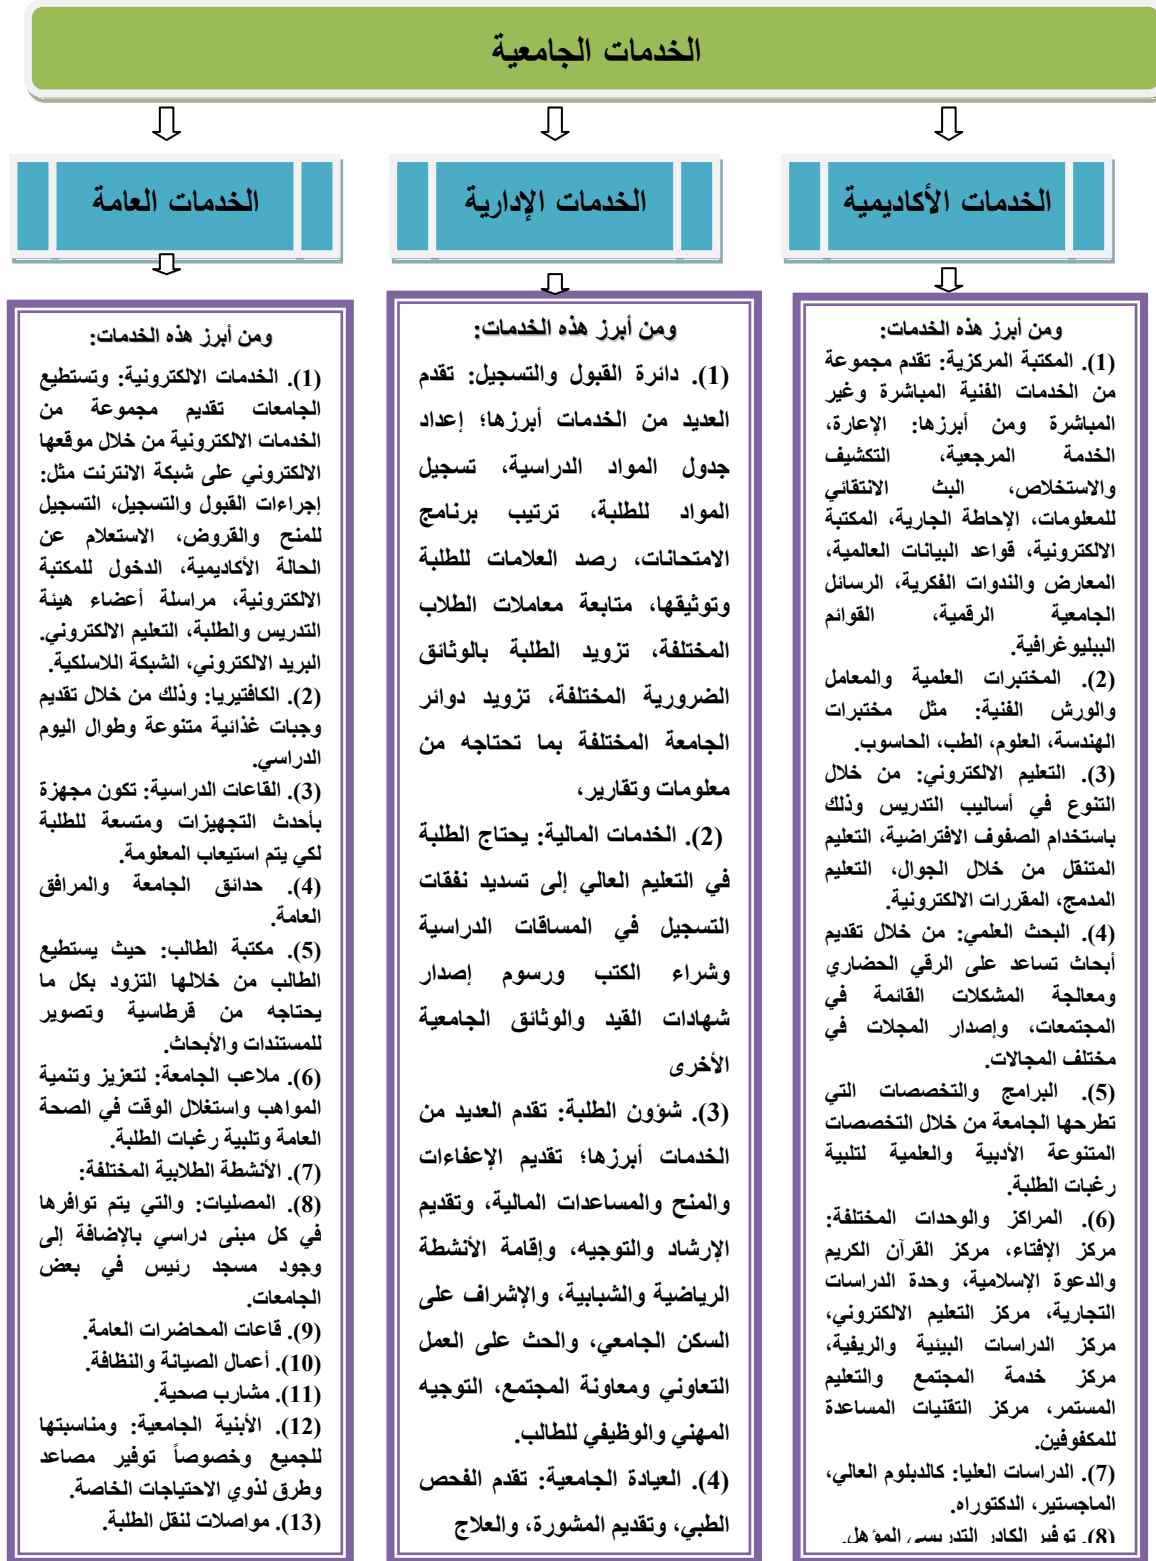 الخدمات الجامعية
الخدمات الأكاديمية
الخدمات الإدارية
الخدمات العامة
ومن أبرز هذه الخدمات:
(1). المكتبة المركزية: تقدم مجموعة
من الخدمات الفنية المباشرة وغير
المباشرة ومن أبرزها: الإعارة،
الخدمة المرجعية، التكشيف
والاستخلاص، البث الانتقائي
للمعلومات، الإحاطة الجارية، المكتبة
الالكترونية، قواعد البيانات العالمية،
المعارض والندوات الفكرية، الرسائل
الجامعية الرقمية، القوائم
الببليوغرافية.
(2). المختبرات العلمية والمعامل
والورش الفنية: مثل مختبرات
الهندسة، العلوم، الطب، الحاسوب.
(3). التعليم الالكتروني: من خلال
التنوع في أساليب التدريس وذلك
باستخدام الصفوف الافتراضية، التعليم
المتنقل من خلال الجوال، التعليم
المدمج، المقررات الالكترونية.
(4). البحث العلمي: من خلال تقديم
أبحاث تساعد على الرقي الحضاري
ومعالجة المشكلات القائمة في
المجتمعات، وإصدار المجلات في
مختلف المجالات.
(5). البرامج والتخصصات التي
تطرحها الجامعة من خلال التخصصات
المتنوعة الأدبية والعلمية لتلبية
رغبات الطلبة.
(6). المراكز والوحدات المختلفة:
مركز الإفتاء، مركز القرآن الكريم
والدعوة الإسلامية، وحدة الدراسات
التجارية، مركز التعليم الالكتروني،
مركز الدراسات البيئية والريفية،
مركز خدمة المجتمع والتعليم
المستمر، مركز التقنيات المساعدة
للمكفوفين.
(7). الدراسات العليا: كالدبلوم العالي،
الماجستير، الدكتوراه.
(8). توفير الكادر التدريسي المؤهل.
ومن أبرز هذه الخدمات:
(1). دائرة القبول والتسجيل: تقدم
العديد من الخدمات أبرزها؛ إعداد
جدول المواد الدراسية، تسجيل
المواد للطلبة، ترتيب برنامج
الامتحانات، رصد العلامات للطلبة
وتوثيقها، متابعة معاملات الطلاب
المختلفة، تزويد الطلبة بالوثائق
الضرورية المختلفة، تزويد دوائر
الجامعة المختلفة بما تحتاجه من
معلومات وتقارير،
(2). الخدمات المالية: يحتاج الطلبة
في التعليم العالي إلى تسديد نفقات
التسجيل في المساقات الدراسية
وشراء الكتب ورسوم إصدار
شهادات القيد والوثائق الجامعية
الأخرى
(3). شؤون الطلبة: تقدم العديد من
الخدمات أبرزها؛ تقديم الإعفاءات
والمنح والمساعدات المالية، وتقديم
الإرشاد والتوجيه، وإقامة الأنشطة
الرياضية والشبابية، والإشراف على
السكن الجامعي، والحث على العمل
التعاوني ومعاونة المجتمع، التوجيه
المهني والوظيفي للطالب.
(4). العيادة الجامعية: تقدم الفحص
الطبي، وتقديم المشورة، والعلاج
ومن أبرز هذه الخدمات:
(1). الخدمات الالكترونية: وتستطيع
الجامعات تقديم مجموعة من
الخدمات الالكترونية من خلال موقعها
الالكتروني على شبكة الانترنت مثل:
إجراءات القبول والتسجيل، التسجيل
للمنح والقروض، الاستعلام عن
الحالة الأكاديمية، الدخول للمكتبة
الالكترونية، مراسلة أعضاء هيئة
التدريس والطلبة، التعليم الالكتروني.
البريد الالكتروني، الشبكة اللاسلكية.
(2). الكافتيريا: وذلك من خلال تقديم
وجبات غذائية متنوعة وطوال اليوم
الدراسي.
(3). القاعات الدراسية: تكون مجهزة
بأحدث التجهيزات ومتسعة للطلبة
لكي يتم استيعاب المعلومة.
(4). حدائق الجامعة والمرافق
العامة.
(5). مكتبة الطالب: حيث يستطيع
الطالب من خلالها التزود بكل ما
يحتاجه من قرطاسية وتصوير
للمستندات والأبحاث.
(6). ملاعب الجامعة: لتعزيز وتنمية
المواهب واستغلال الوقت في الصحة
العامة وتلبية رغبات الطلبة.
(7). الأنشطة الطلابية المختلفة:
(8). المصليات: والتي يتم توافرها
في كل مبنى دراسي بالإضافة إلى
وجود مسجد رئيس في بعض
الجامعات.
(9). قاعات المحاضرات العامة.
(10). أعمال الصيانة والنظافة.
(11). مشارب صحية.
(12). الأبنية الجامعية: ومناسبتها
للجميع وخصوصاً توفير مصاعد
وطرق لذوي الاحتياجات الخاصة.
(13). مواصلات لنقل الطلبة.